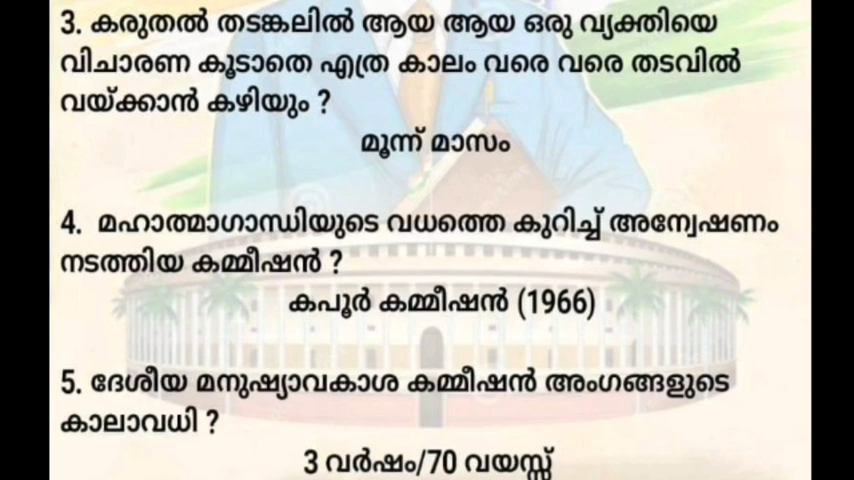 3. കരുതൽ തടങ്കലിൽ ആയ ആയ ഒരു വ്യക്തിയെ
വിചാരണ കൂടാതെ എത്ര കാലം വരെ വരെ തടവിൽ
വയ്ക്കാൻ കഴിയും ?
മൂന്ന് മാസം
4. മഹാത്മാഗാന്ധിയുടെ വധത്തെ കുറിച്ച് അന്വേഷണം
നടത്തിയ കമ്മീഷൻ ?
കപൂർ കമ്മീഷൻ (1966)
5. ദേശീയ മനുഷ്യാവകാശ കമ്മീഷൻ അംഗങ്ങളുടെ
കാലാവധി ?
3 വർഷം/70 വയസ്സ്